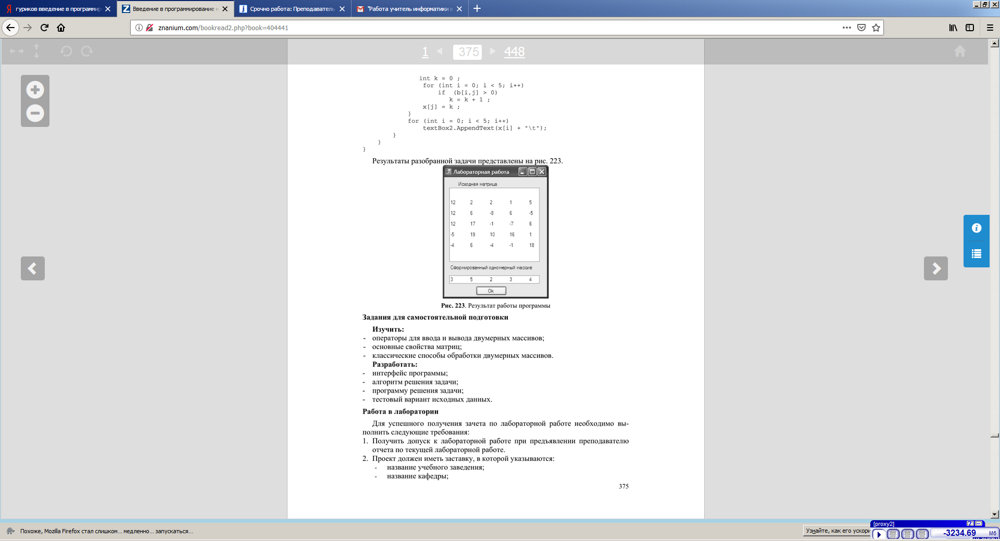 гуриков введение в программир
Введение в программирование н
Срочно работа: Преподаватель
"Работа учитель информатики в
znanium.com/bookread2.php?book=404441
1 375 448
int k = 0 ;
for (int i = 0; i < 5; i++)
if (b[i,j] > 0)
k = k + 1 ;
x[j] = k ;
}
for (int i = 0; i < 5; i++)
textBox2.AppendText(x[i] + "\t");
}
}
}
Результаты разобранной задачи представлены на рис. 223.
Лабораторная работа
Исходная матрица
12 2 2 1 5
12 6 -8 6 -5
12 17 -1 -7 6
-5 19 10 16 1
-4 6 -4 -1 18
Сформированный одномерный массив
3 5 2 3 4
Ok
Рис. 223. Результат работы программы
Задания для самостоятельной подготовки
Изучить:
- операторы для ввода и вывода двумерных массивов;
- основные свойства матриц;
- классические способы обработки двумерных массивов.
Разработать:
- интерфейс программы;
- алгоритм решения задачи;
- программу решения задачи;
- тестовый вариант исходных данных.
Работа в лаборатории
Для успешного получения зачета по лабораторной работе необходимо вы-
полнить следующие требования:
1. Получить допуск к лабораторной работе при предъявлении преподавателю
отчета по текущей лабораторной работе.
2. Проект должен иметь заставку, в которой указываются:
- название учебного заведения;
- название кафедры;
375
Похоже, Mozilla Firefox стал слишком... медленно... запускаться...
Узнайте, как его ускори
[proxy2]
-3234.69 Мб